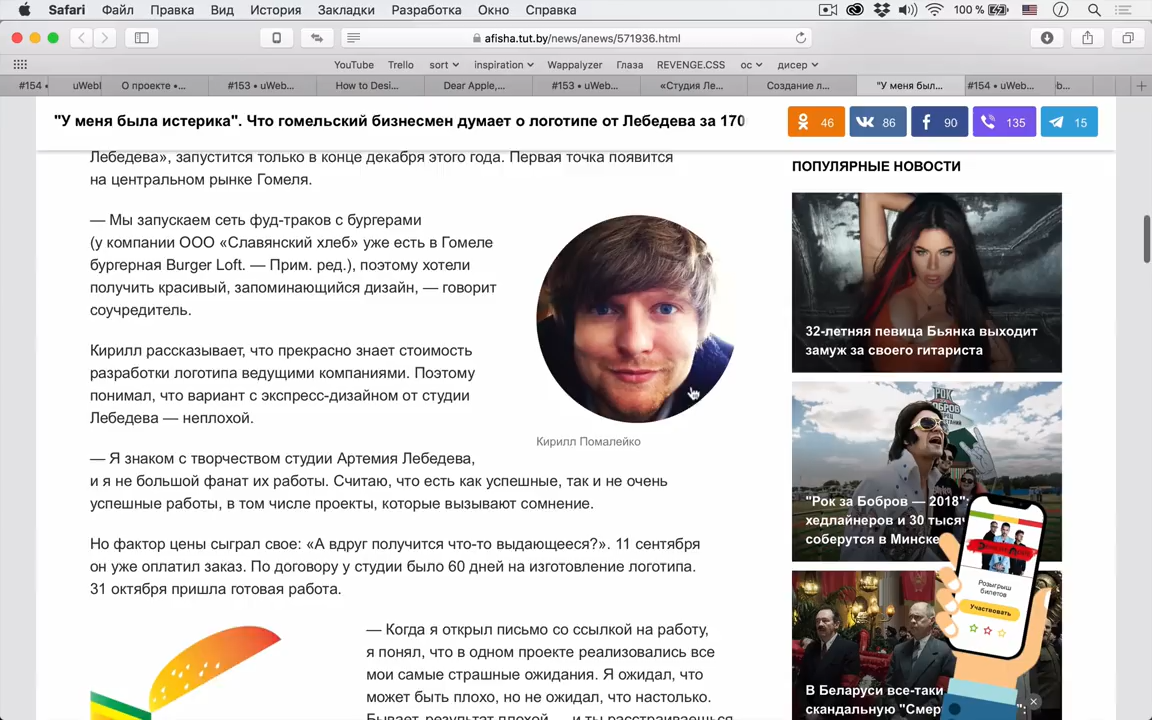 Safari Файл Правка Вид История Закладки Разработка Окно Справка 100 %
afisha.tut.by/news/anews/571936.html
YouTube Trello sort inspiration Wappalyzer Глаза REVENGE.CSS ос дисер
#154 uWebl О проекте •... #153 • uWeb... How to Desi... Dear Apple,... #153 • uWeb... «Студия Ле... Создание л... "У меня был... #154 • uWeb... b...
"У меня была истерика". Что гомельский бизнесмен думает о логотипе от Лебедева за 170
46 86 90 135 15
Лебедева», запустится только в конце декабря этого года. Первая точка появится
на центральном рынке Гомеля.
— Мы запускаем сеть фуд-траков с бургерами
(у компании ООО «Славянский хлеб» уже есть в Гомеле
бургерная Burger Loft. — Прим. ред.), поэтому хотели
получить красивый, запоминающийся дизайн, — говорит
соучредитель.
Кирилл рассказывает, что прекрасно знает стоимость
разработки логотипа ведущими компаниями. Поэтому
понимал, что вариант с экспресс-дизайном от студии
Лебедева — неплохой.
Кирилл Помалейко
— Я знаком с творчеством студии Артемия Лебедева,
и я не большой фанат их работы. Считаю, что есть как успешные, так и не очень
успешные работы, в том числе проекты, которые вызывают сомнение.
Но фактор цены сыграл свое: «А вдруг получится что-то выдающееся?». 11 сентября
он уже оплатил заказ. По договору у студии было 60 дней на изготовление логотипа.
31 октября пришла готовая работа.
— Когда я открыл письмо со ссылкой на работу,
я понял, что в одном проекте реализовались все
мои самые страшные ожидания. Я ожидал, что
может быть плохо, но не ожидал, что настолько.
Бывает, результат плохой — и ты расстраиваешься
ПОПУЛЯРНЫЕ НОВОСТИ
32-летняя певица Бьянка выходит
замуж за своего гитариста
"Рок за Бобров — 2018":
хедлайнеров и 30 тысяч
соберутся в Минске
Розыгрыш
билетов
Участвовать
В Беларуси все-таки
скандальную "Смер